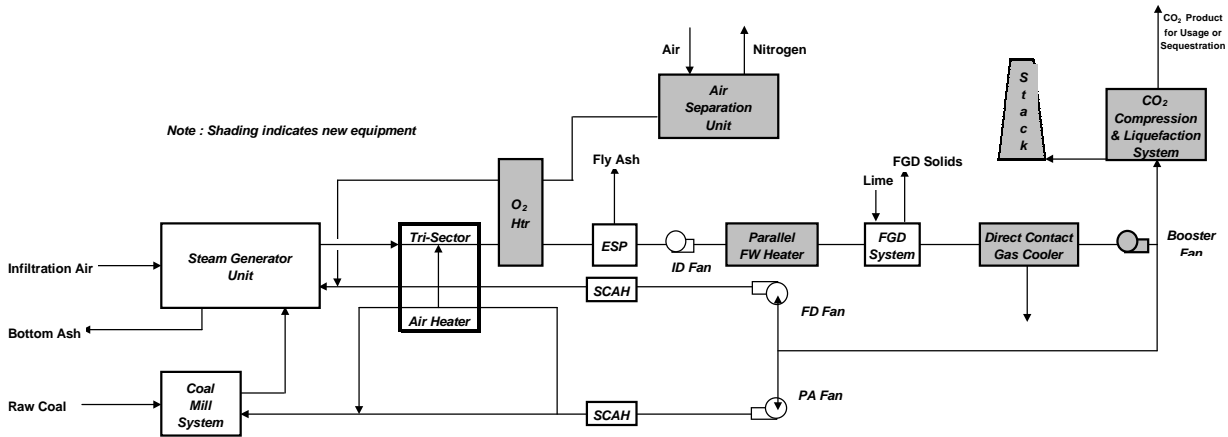 CO₂ Product
for Usage or
Sequestration
Air
Nitrogen
Air
Separation
Unit
S
t
a
c
k
CO₂
Compression
& Liquefaction
System
Note : Shading indicates new equipment
Fly Ash
FGD Solids
Lime
O₂
Htr
Infiltration Air
Steam Generator
Unit
Tri-Sector
Air Heater
ESP
ID Fan
Parallel
FW Heater
FGD
System
Direct Contact
Gas Cooler
Booster
Fan
SCAH
FD Fan
Bottom Ash
Raw Coal
Coal
Mill
System
SCAH
PA Fan